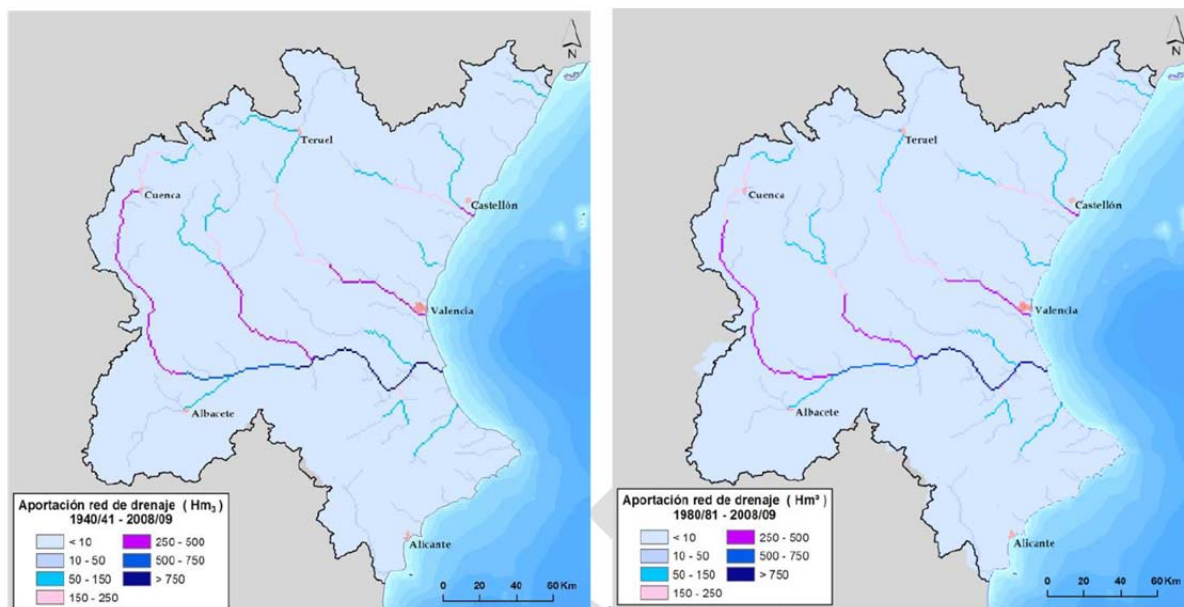 N
Teruel
Cuenca
Castellón
Valencia
Albacete
Alicante
Aportación red de drenaje ( Hm₃ )
1940/41 - 2008/09
< 10
10 - 50
50 - 150
150 - 250
250 - 500
500 - 750
> 750
0 20 40 60 Km
N
Teruel
Cuenca
Castellón
Valencia
Albacete
Alicante
Aportación red de drenaje ( Hm³ )
1980/81 - 2008/09
< 10
10 - 50
50 - 150
150 - 250
250 - 500
500 - 750
> 750
0 20 40 60 Km